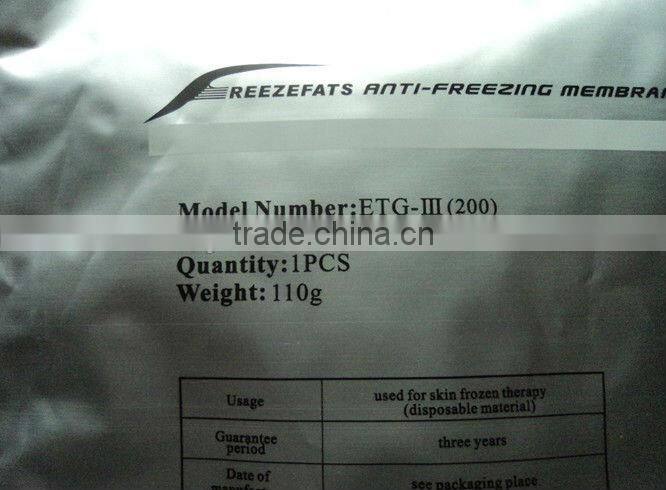 FREEZEFATS ANTI-FREEZING MEMBRAN
Model Number:ETG-III(200)
trade.china.cn
Quantity:1PCS
Weight: 110g
Usage
used for skin frozen therapy
(disposable material)
Guarantee
period
three years
Date of
see packaging place